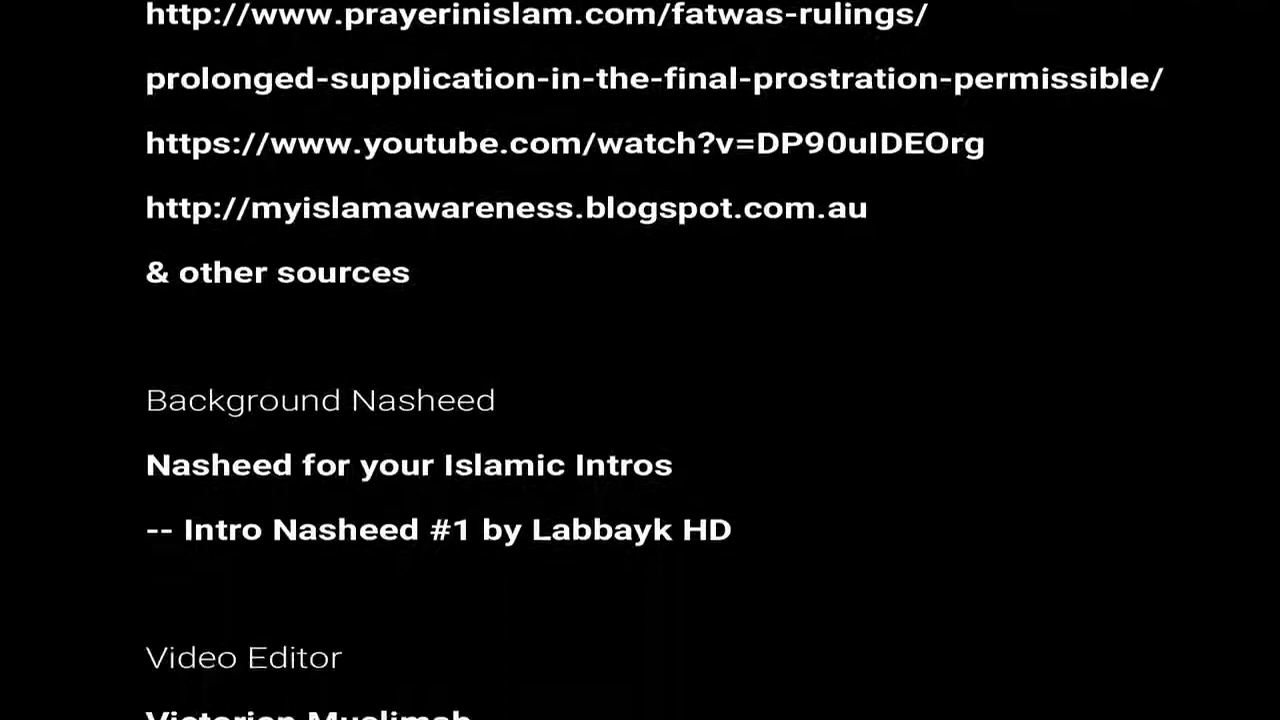 http://www.prayerinislam.com/fatwas-rulings/
prolonged-supplication-in-the-final-prostration-permissible/
https://www.youtube.com/watch?v=DP90uIDEOrg
http://myislamawareness.blogspot.com.au
& other sources
Background Nasheed
Nasheed for your Islamic Intros
-- Intro Nasheed #1 by Labbayk HD
Video Editor
Victorian Muslimah